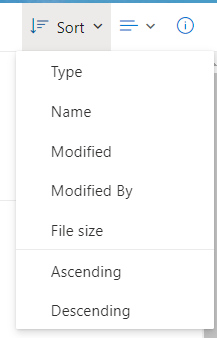 Sort
Type
Name
Modified
Modified By
File size
Ascending
Descending